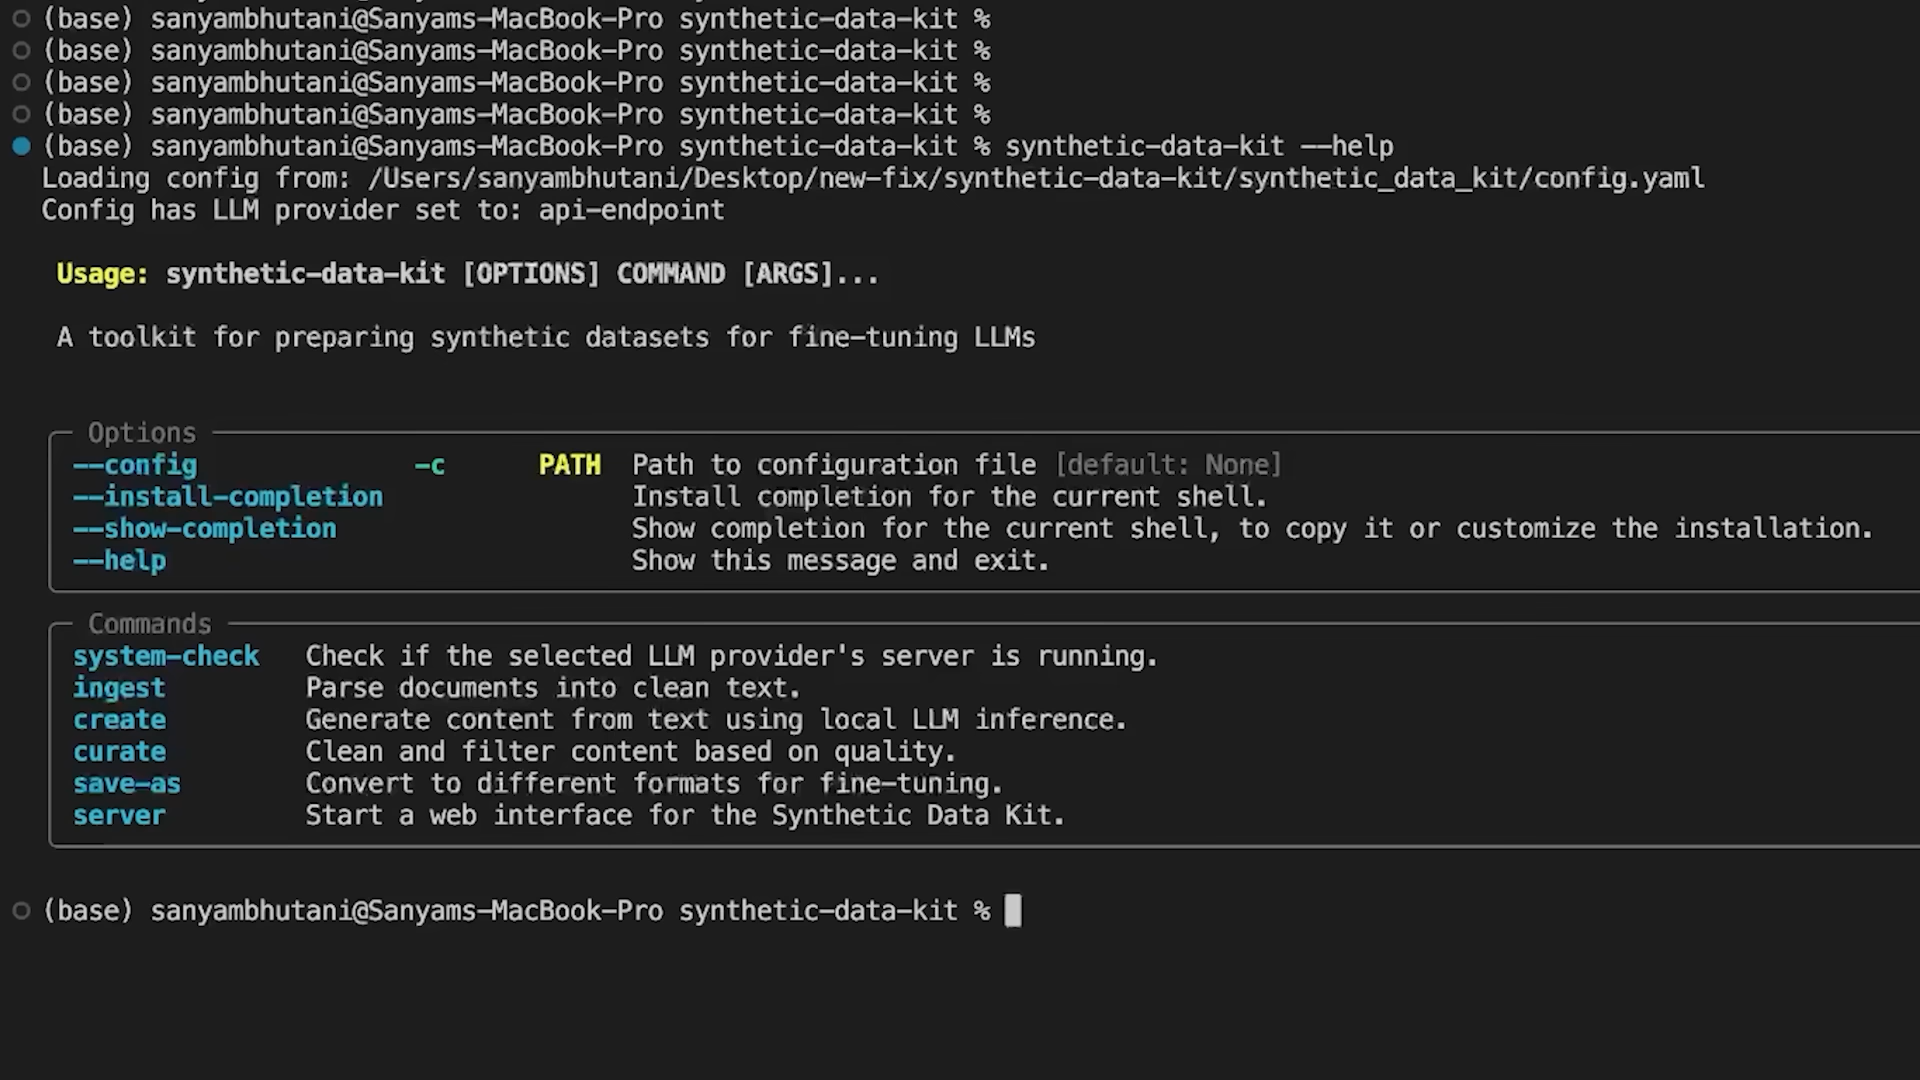 (base) sanyambhutani@Sanyams-MacBook-Pro synthetic-data-kit %
(base) sanyambhutani@Sanyams-MacBook-Pro synthetic-data-kit %
(base) sanyambhutani@Sanyams-MacBook-Pro synthetic-data-kit %
(base) sanyambhutani@Sanyams-MacBook-Pro synthetic-data-kit %
(base) sanyambhutani@Sanyams-MacBook-Pro synthetic-data-kit % synthetic-data-kit --help
Loading config from: /Users/sanyambhutani/Desktop/new-fix/synthetic-data-kit/synthetic_data_kit/config.yaml
Config has LLM provider set to: api-endpoint
Usage: synthetic-data-kit [OPTIONS] COMMAND [ARGS]...
A toolkit for preparing synthetic datasets for fine-tuning LLMs
Options
--config -c PATH Path to configuration file [default: None]
--install-completion Install completion for the current shell.
--show-completion Show completion for the current shell, to copy it or customize the installation.
--help Show this message and exit.
Commands
system-check Check if the selected LLM provider's server is running.
ingest Parse documents into clean text.
create Generate content from text using local LLM inference.
curate Clean and filter content based on quality.
save-as Convert to different formats for fine-tuning.
server Start a web interface for the Synthetic Data Kit.
(base) sanyambhutani@Sanyams-MacBook-Pro synthetic-data-kit %